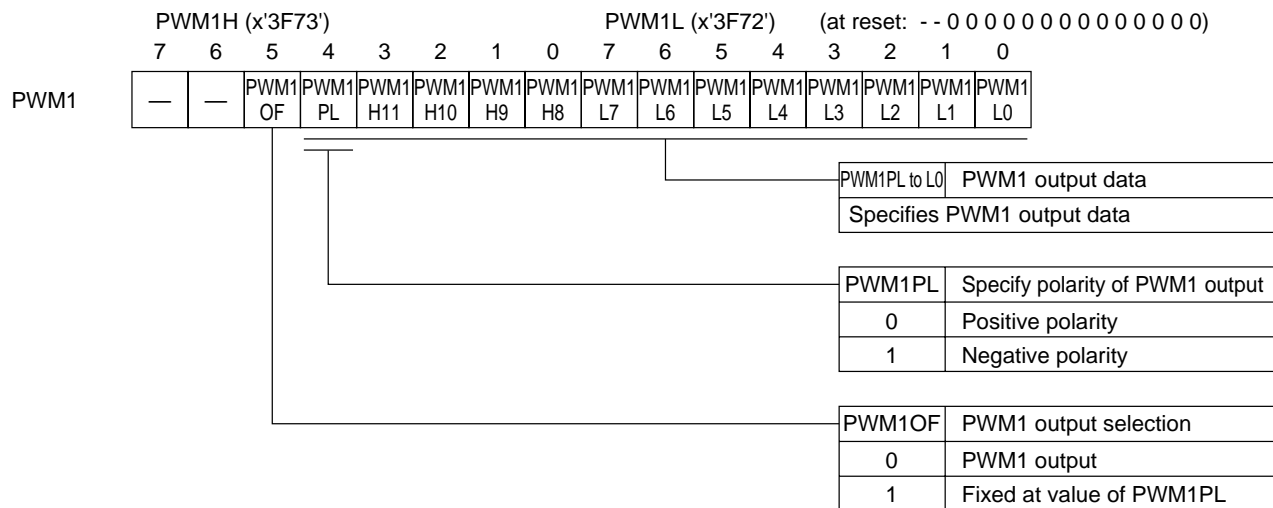 PWM1H (x'3F73') PWM1L (x'3F72') (at reset: - - 0 0 0 0 0 0 0 0 0 0 0 0 0 0)
7 6 5 4 3 2 1 0 7 6 5 4 3 2 1 0
PWM1 — — PWM1 OF PWM1 PL PWM1 H11 PWM1 H10 PWM1 H9 PWM1 H8 PWM1 L7 PWM1 L6 PWM1 L5 PWM1 L4 PWM1 L3 PWM1 L2 PWM1 L1 PWM1 L0
PWM1PL to L0 PWM1 output data
Specifies PWM1 output data
PWM1PL Specify polarity of PWM1 output
0 Positive polarity
1 Negative polarity
PWM1OF PWM1 output selection
0 PWM1 output
1 Fixed at value of PWM1PL